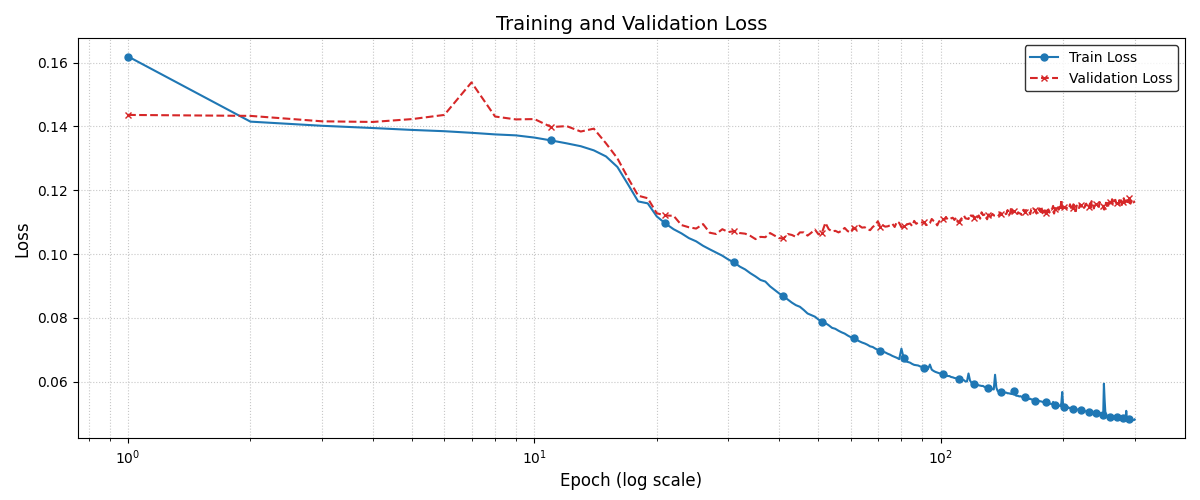 Training and Validation Loss
Train Loss
Validation Loss
Loss
0.16
0.14
0.12
0.10
0.08
0.06
10⁰
10¹
10²
Epoch (log scale)